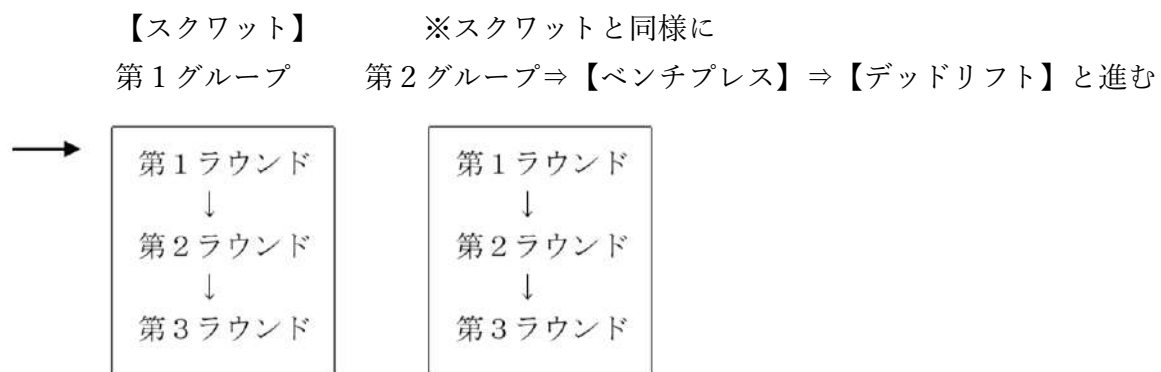 【スクワット】 ※スクワットと同様に
第１グループ 第２グループ⇒【ベンチプレス】⇒【デッドリフト】と進む
第１ラウンド
↓
第２ラウンド
↓
第３ラウンド
第１ラウンド
↓
第２ラウンド
↓
第３ラウンド